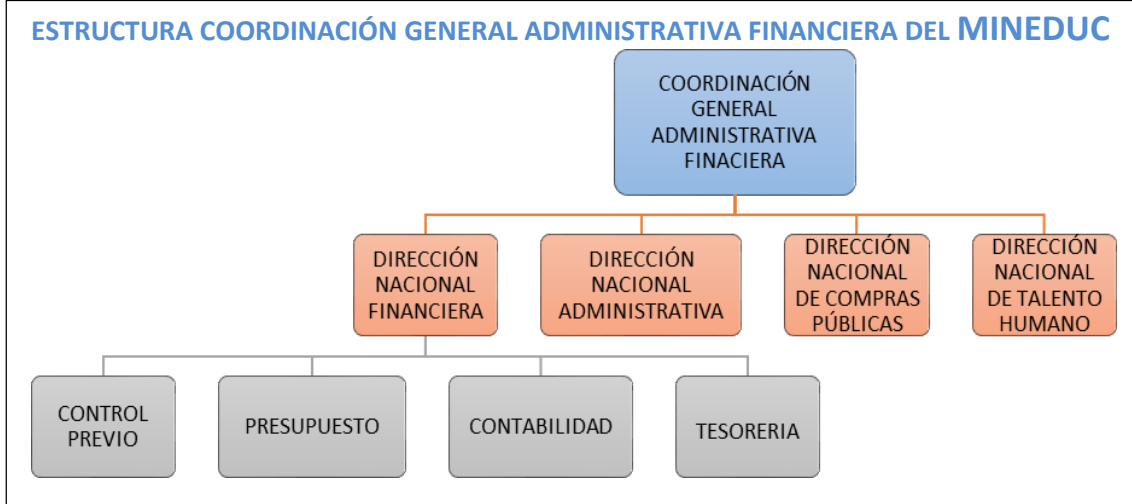 ESTRUCTURA COORDINACIÓN GENERAL ADMINISTRATIVA FINANCIERA DEL MINEDUC
COORDINACIÓN
GENERAL
ADMINISTRATIVA
FINACIERA
DIRECCIÓN
NACIONAL
FINANCIERA
DIRECCIÓN
NACIONAL
ADMINISTRATIVA
DIRECCIÓN
NACIONAL
DE COMPRAS
PÚBLICAS
DIRECCIÓN
NACIONAL
DE TALENTO
HUMANO
CONTROL
PREVIO
PRESUPUESTO
CONTABILIDAD
TESORERIA